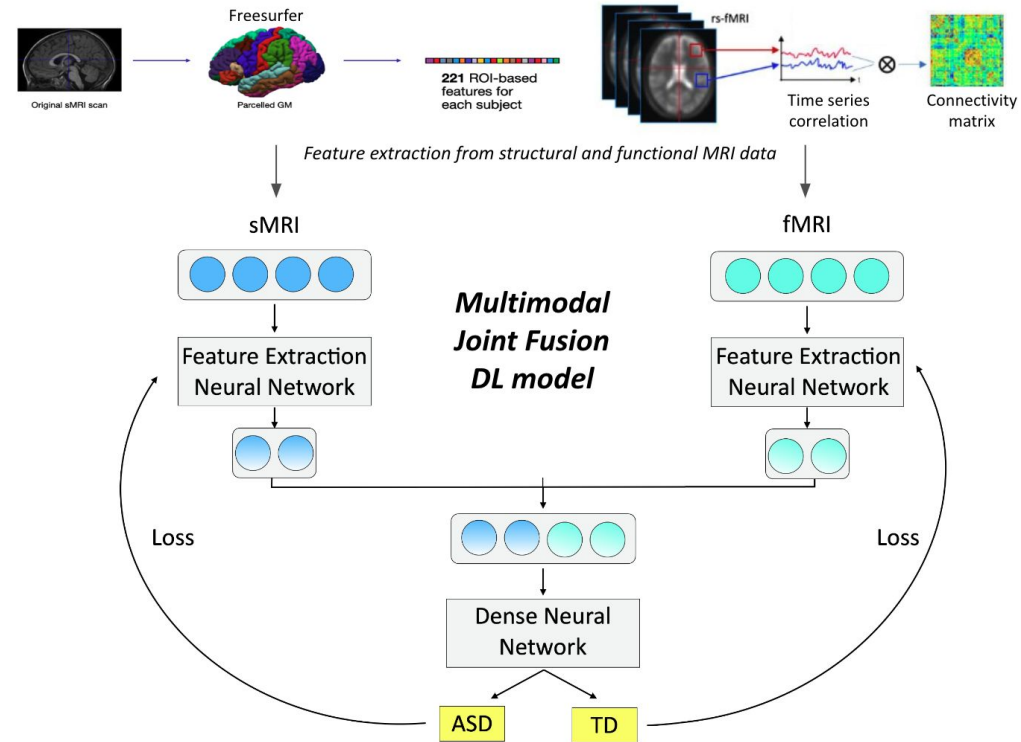 Freesurfer
rs-fMRI
Original sMRI scan
Parcelled GM
221 ROI-based
features for
each subject
t
Time series
correlation
Connectivity
matrix
Feature extraction from structural and functional MRI data
sMRI
fMRI
Multimodal
Joint Fusion
DL model
Feature Extraction
Neural Network
Feature Extraction
Neural Network
Loss
Loss
Dense Neural
Network
ASD
TD